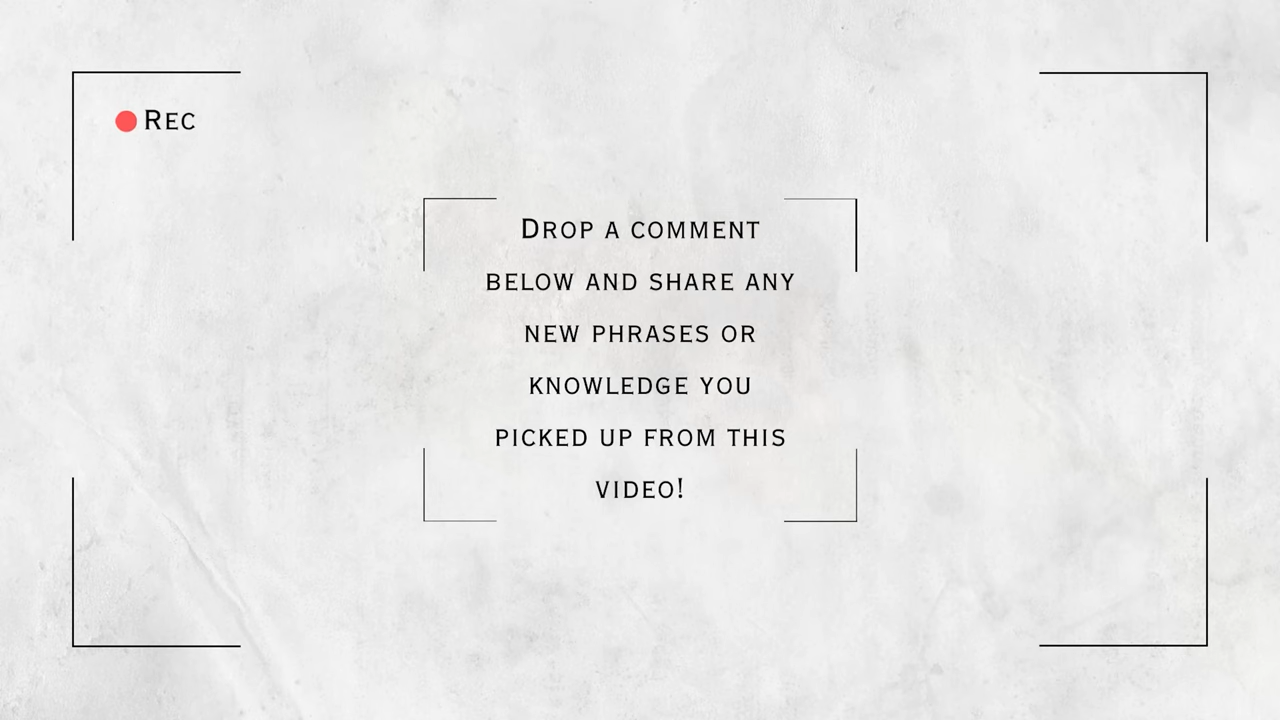 Rec
Drop a comment
below and share any
new phrases or
knowledge you
picked up from this
video!